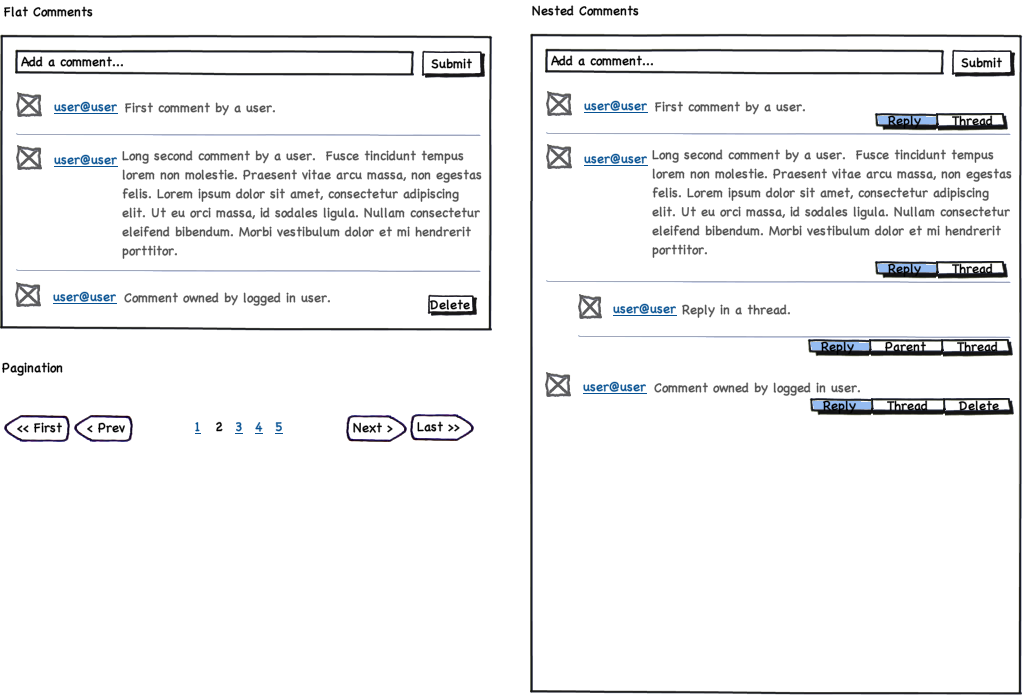 Flat Comments
Add a comment...
Submit
user@user First comment by a user.
user@user Long second comment by a user. Fusce tincidunt tempus
lorem non molestie. Praesent vitae arcu massa, non egestas
felis. Lorem ipsum dolor sit amet, consectetur adipiscing
elit. Ut eu orci massa, id sodales ligula. Nullam consectetur
eleifend bibendum. Morbi vestibulum dolor et mi hendrerit
porttitor.
user@user Comment owned by logged in user.
Delete
Pagination
<< First < Prev 1 2 3 4 5 Next > Last >>
Nested Comments
Add a comment...
Submit
user@user First comment by a user.
Reply Thread
user@user Long second comment by a user. Fusce tincidunt tempus
lorem non molestie. Praesent vitae arcu massa, non egestas
felis. Lorem ipsum dolor sit amet, consectetur adipiscing
elit. Ut eu orci massa, id sodales ligula. Nullam consectetur
eleifend bibendum. Morbi vestibulum dolor et mi hendrerit
porttitor.
Reply Thread
user@user Reply in a thread.
Reply Parent Thread
user@user Comment owned by logged in user.
Reply Thread Delete